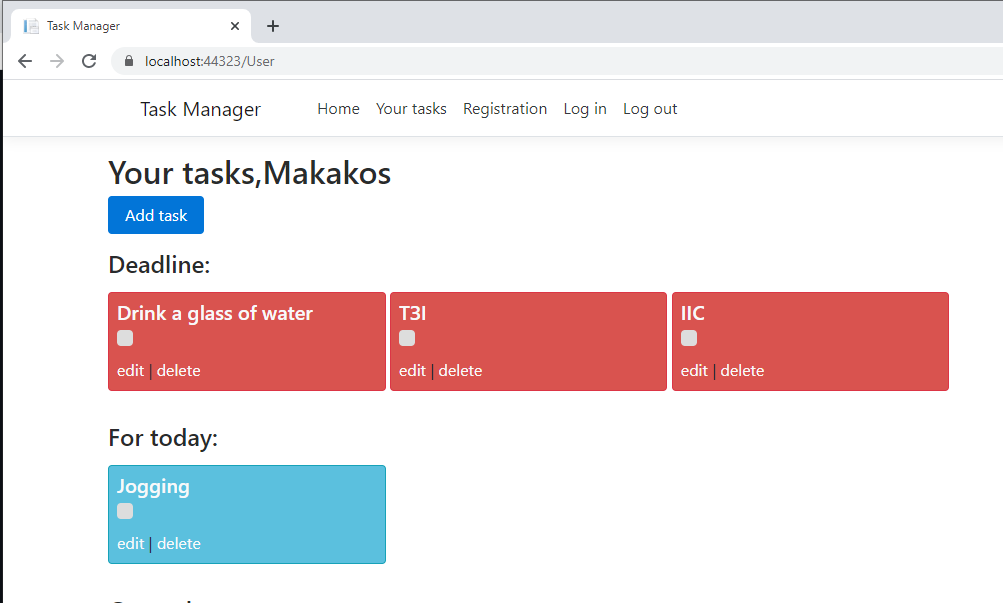 Task Manager
localhost:44323/User
Task Manager Home Your tasks Registration Log in Log out
Your tasks,Makakos
Add task
Deadline:
Drink a glass of water T3I IIC
edit | delete edit | delete edit | delete
For today:
Jogging
edit | delete